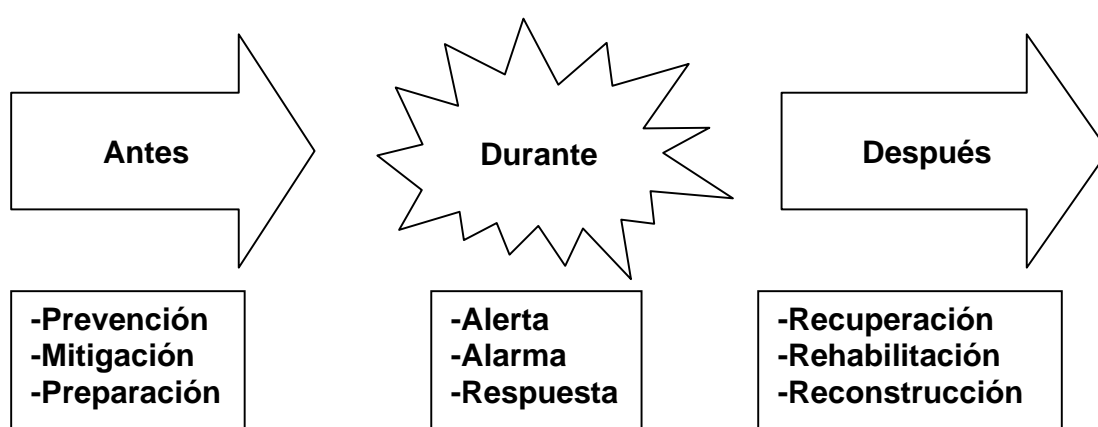 Antes
Durante
Después
-Prevención
-Mitigación
-Preparación
-Alerta
-Alarma
-Respuesta
-Recuperación
-Rehabilitación
-Reconstrucción